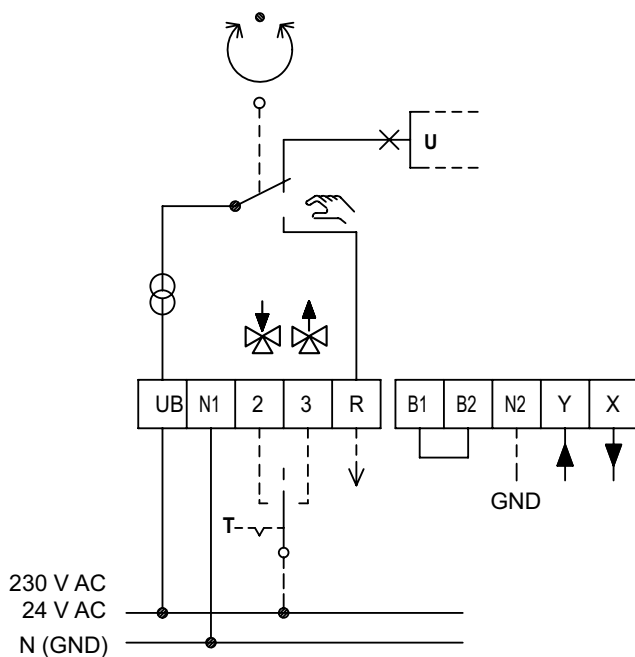 U
UB N1 2 3 R B1 B2 N2 Y X
GND
T
230 V AC
24 V AC
N (GND)